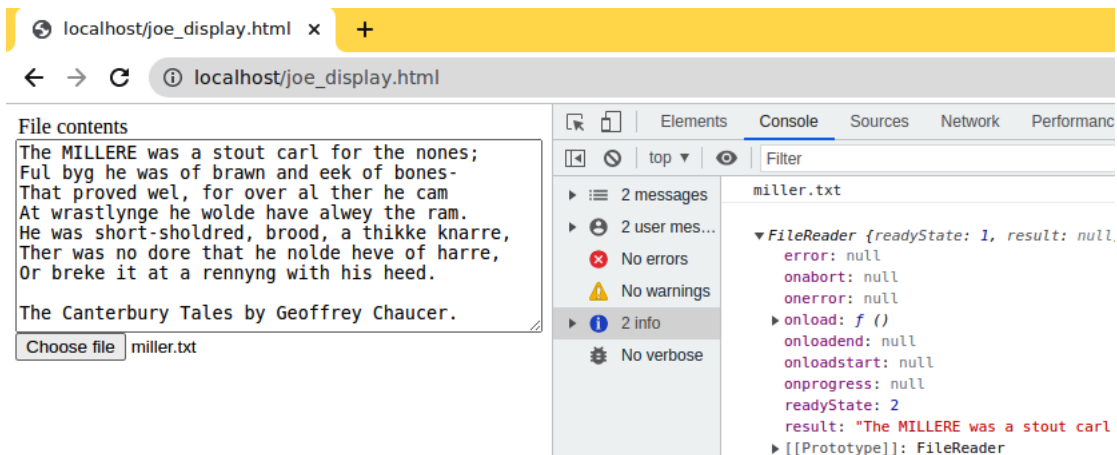 localhost/joe_display.html × +
localhost/joe_display.html
File contents
The MILLERE was a stout carl for the nones;
Ful byg he was of brawn and eek of bones-
That proved wel, for over al ther he cam
At wrastlynge he wolde have alwey the ram.
He was short-sholdred, brood, a thikke knarre,
Ther was no dore that he nolde heve of harre,
Or breke it at a rennyng with his heed.
The Canterbury Tales by Geoffrey Chaucer.
Choose file miller.txt
Elements Console Sources Network Performanc
top ▼ Filter
2 messages
2 user mes...
No errors
No warnings
2 info
No verbose
miller.txt
▼FileReader {readyState: 1, result: null,
error: null
onabort: null
onerror: null
▶onload: ƒ ()
onloadend: null
onloadstart: null
onprogress: null
readyState: 2
result: "The MILLERE was a stout carl
▶[[Prototype]]: FileReader